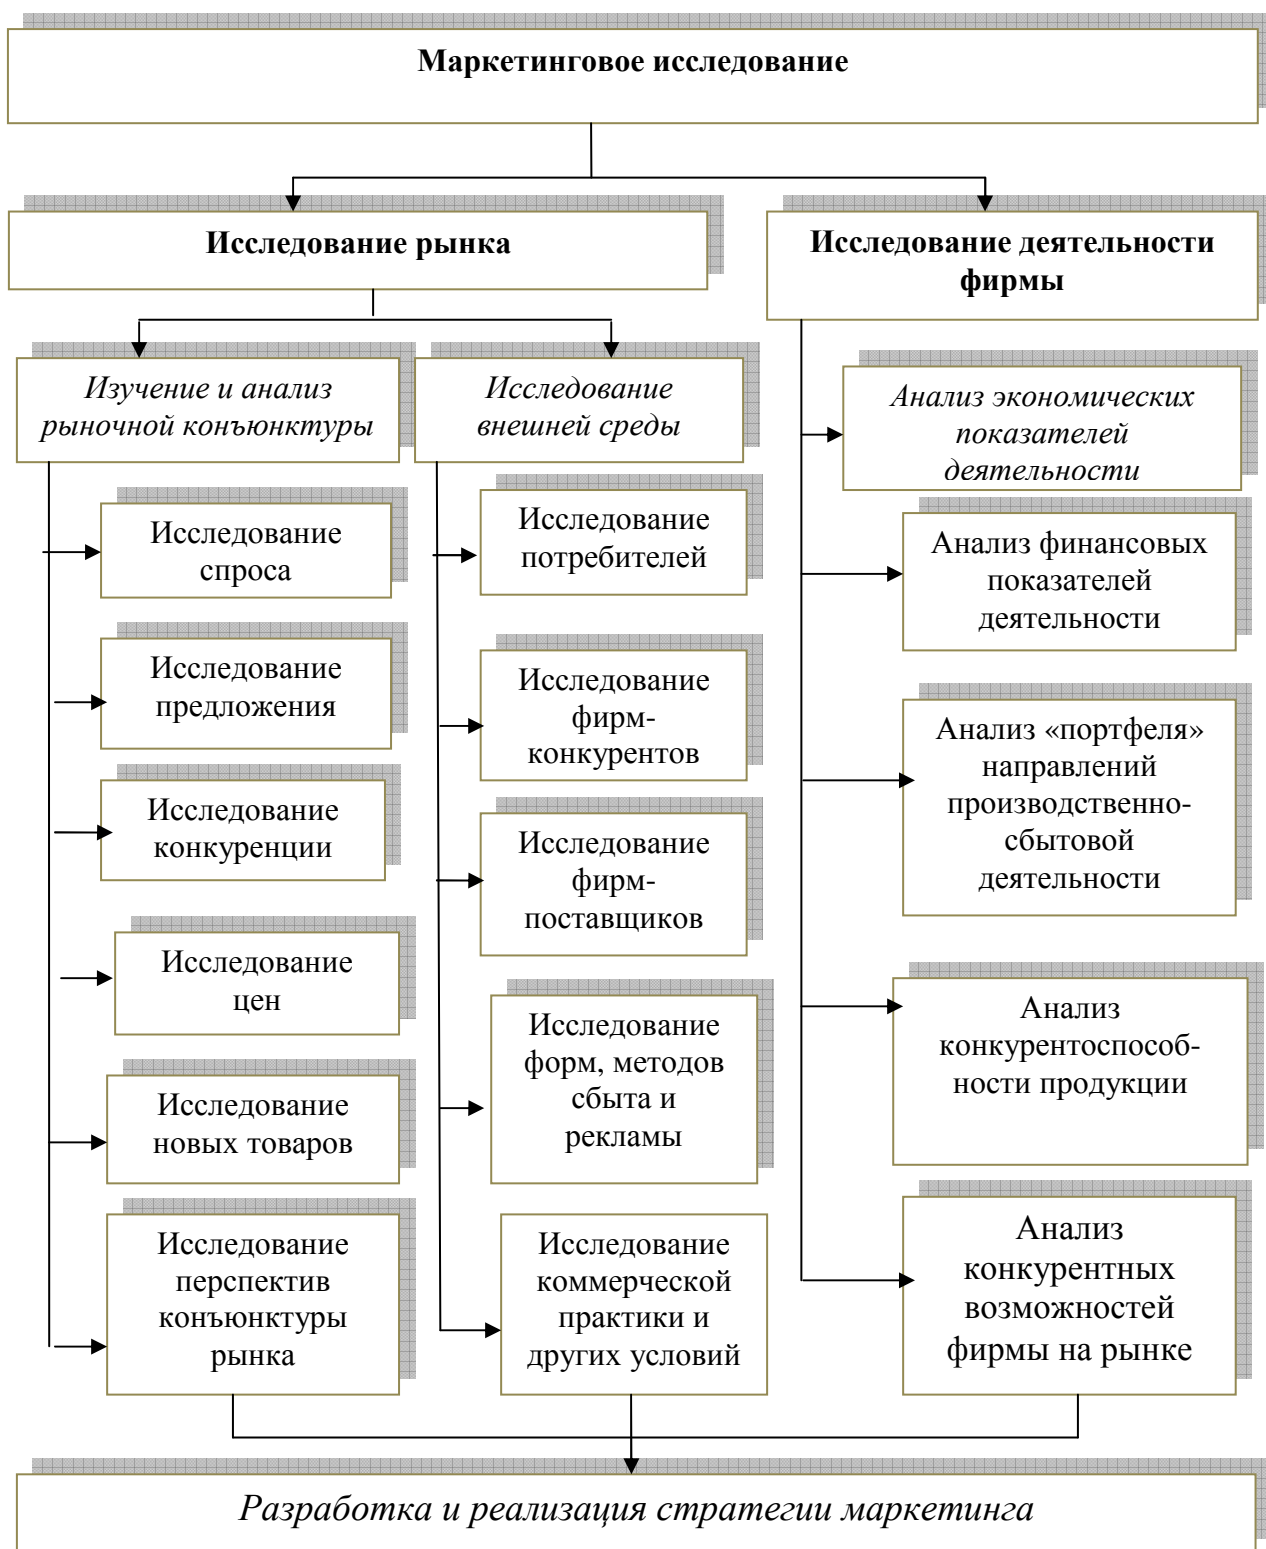 Маркетинговое исследование
Исследование рынка
Исследование деятельности
фирмы
Изучение и анализ
рыночной конъюнктуры
Исследование
спроса
Исследование
предложения
Исследование
конкуренции
Исследование
цен
Исследование
новых товаров
Исследование
перспектив
конъюнктуры
рынка
Исследование
внешней среды
Исследование
потребителей
Исследование
фирм-
конкурентов
Исследование
фирм-
поставщиков
Исследование
форм, методов
сбыта и
рекламы
Исследование
коммерческой
практики и
других условий
Анализ экономических
показателей
деятельности
Анализ финансовых
показателей
деятельности
Анализ «портфеля»
направлений
производственно-
сбытовой
деятельности
Анализ
конкурентоспособ-
ности продукции
Анализ
конкурентных
возможностей
фирмы на рынке
Разработка и реализация стратегии маркетинга